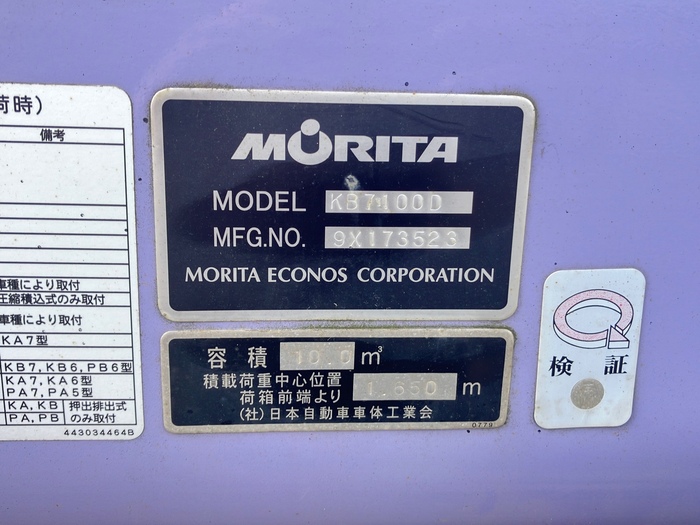 荷時)
備考
車種により取付
圧縮積込式のみ取付
車種により取付
KA7型
KB7, KB6, PB6型
KA7, KA6型
PA7, PA5型
KA, KB 押出排出式
PA, PB のみ取付
443034464B
MORITA
MODEL KB7100D
MFG.NO. 9X173523
MORITA ECONOS CORPORATION
容積 10.0 m³
積載荷重中心位置
荷箱前端より 1.650 m
(社)日本自動車車体工業会
0779
検証